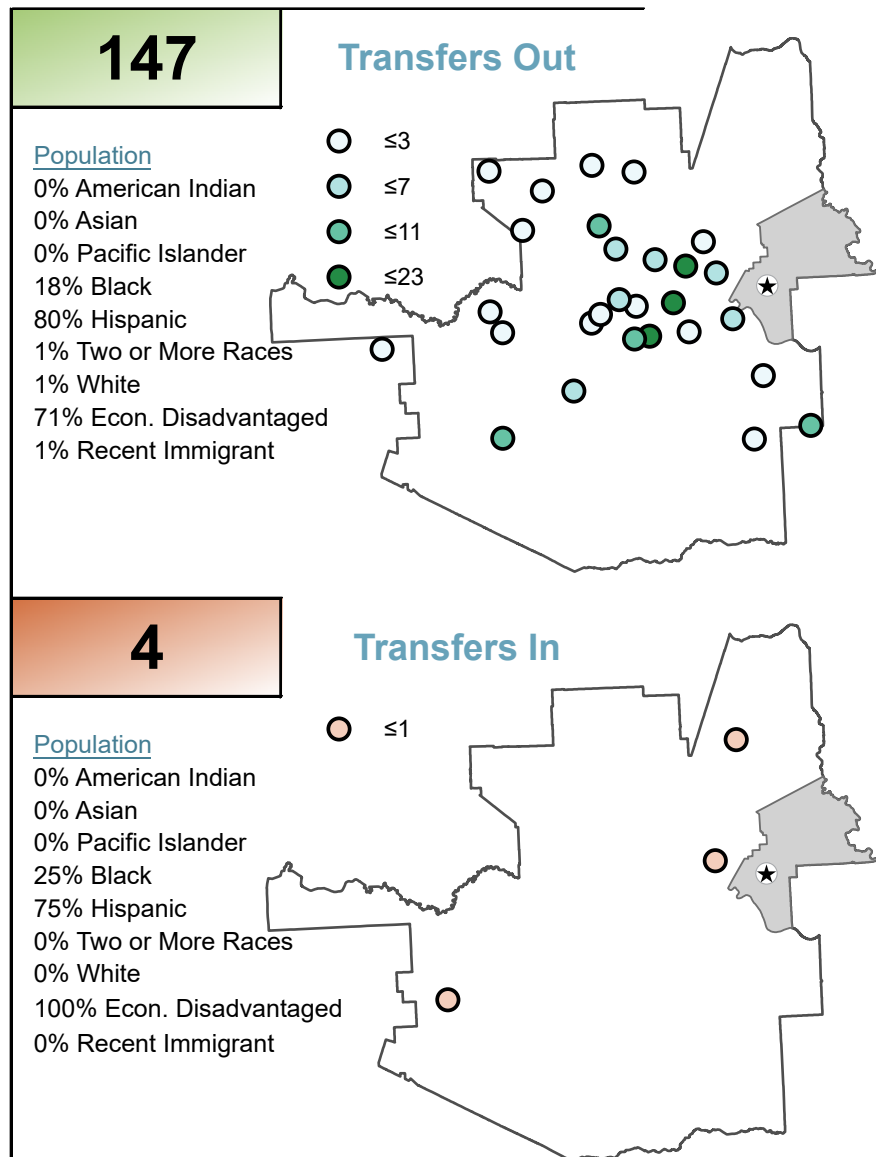 147
Transfers Out
Population
0% American Indian
0% Asian
0% Pacific Islander
18% Black
80% Hispanic
1% Two or More Races
1% White
71% Econ. Disadvantaged
1% Recent Immigrant
≤3
≤7
≤11
≤23
4
Transfers In
Population
0% American Indian
0% Asian
0% Pacific Islander
25% Black
75% Hispanic
0% Two or More Races
0% White
100% Econ. Disadvantaged
0% Recent Immigrant
≤1